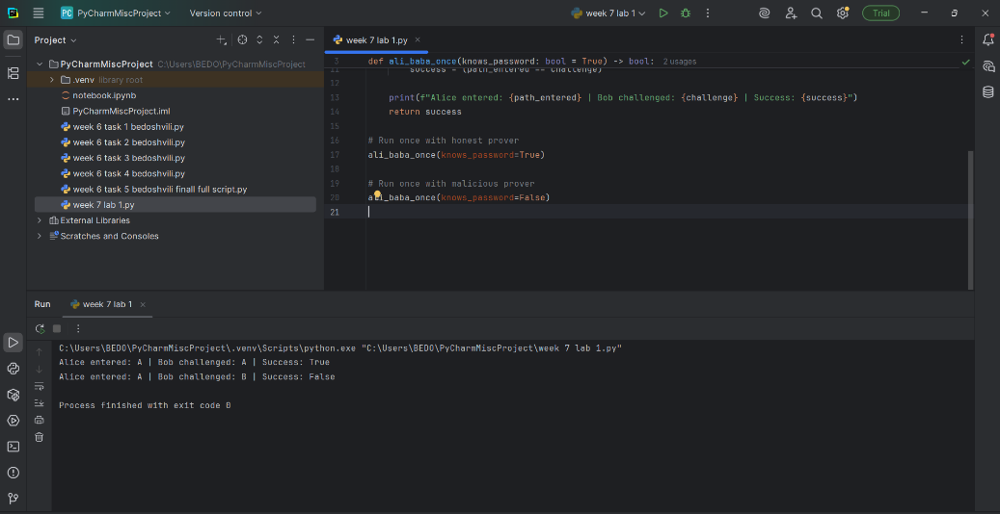 PC PyCharmMiscProject Version control week 7 lab 1 Trial
Project
PyCharmMiscProject C:\Users\BEDO\PyCharmMiscProject
.venv library root
notebook.ipynb
PyCharmMiscProject.iml
week 6 task 1 bedoshvili.py
week 6 task 2 bedoshvili.py
week 6 task 3 bedoshvili.py
week 6 task 4 bedoshvili.py
week 6 task 5 bedoshvili finall full script.py
week 7 lab 1.py
External Libraries
Scratches and Consoles
week 7 lab 1.py
3 def ali_baba_once(knows_password: bool = True) -> bool: 2 usages
11 success = (path_entered == challenge)
12
13 print(f"Alice entered: {path_entered} | Bob challenged: {challenge} | Success: {success}")
14 return success
15
16 # Run once with honest prover
17 ali_baba_once(knows_password=True)
18
19 # Run once with malicious prover
20 ali_baba_once(knows_password=False)
21
Run week 7 lab 1
C:\Users\BEDO\PyCharmMiscProject\.venv\Scripts\python.exe "C:\Users\BEDO\PyCharmMiscProject\week 7 lab 1.py"
Alice entered: A | Bob challenged: A | Success: True
Alice entered: A | Bob challenged: B | Success: False
Process finished with exit code 0